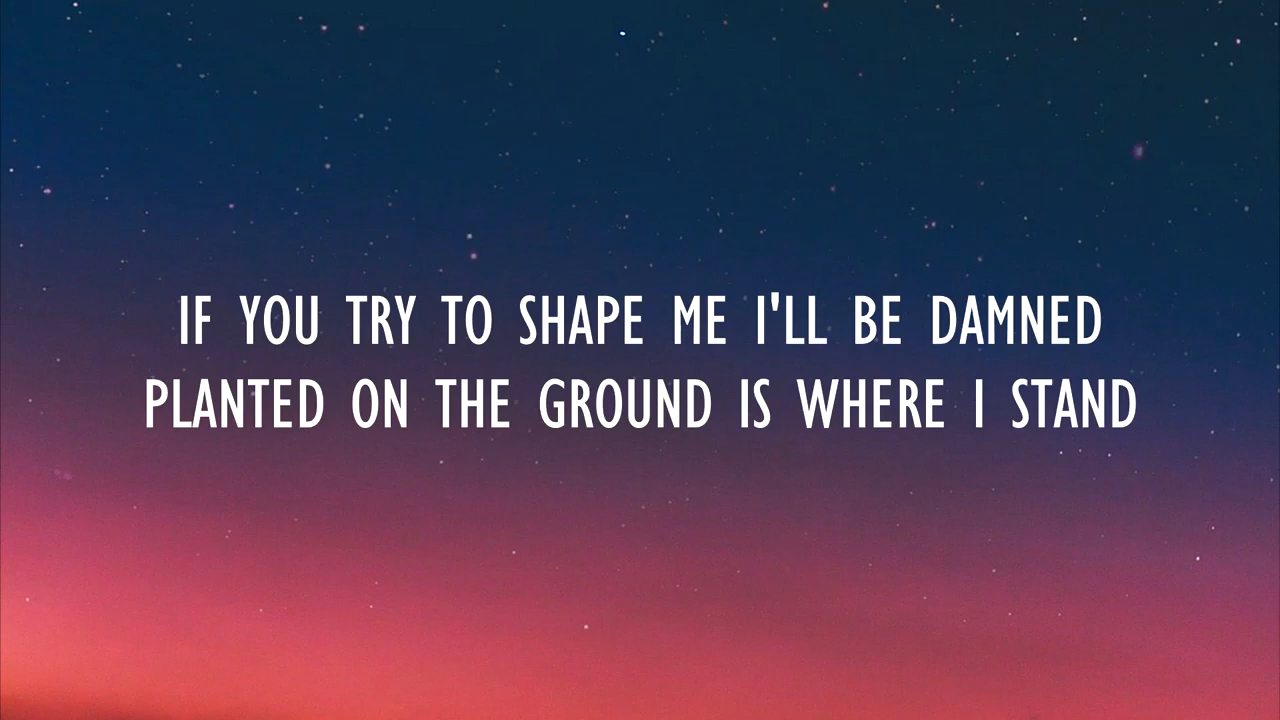 IF YOU TRY TO SHAPE ME I'LL BE DAMNED
PLANTED ON THE GROUND IS WHERE I STAND